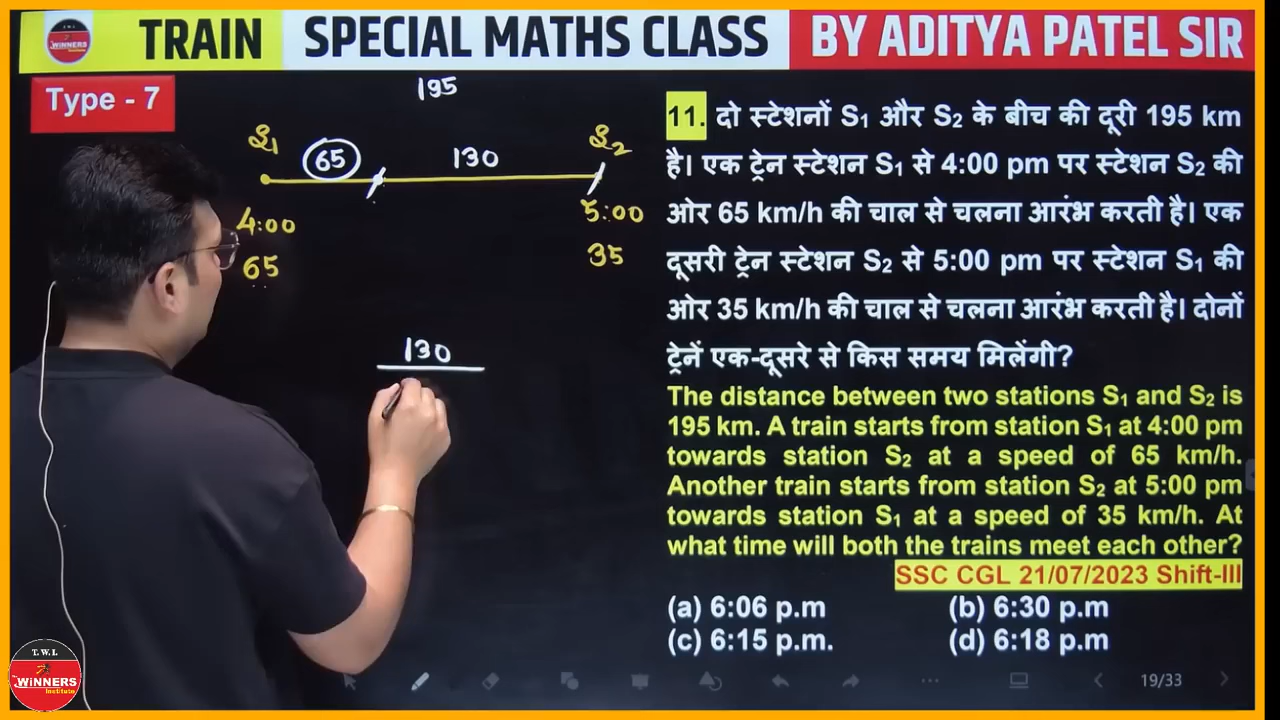 WINNERS
TRAIN SPECIAL MATHS CLASS BY ADITYA PATEL SIR
Type - 7
195
S₁ 65 130 S₂
4:00 5:00
65 35
130
11. दो स्टेशनों S₁ और S₂ के बीच की दूरी 195 km
है। एक ट्रेन स्टेशन S₁ से 4:00 pm पर स्टेशन S₂ की
ओर 65 km/h की चाल से चलना आरंभ करती है। एक
दूसरी ट्रेन स्टेशन S₂ से 5:00 pm पर स्टेशन S₁ की
ओर 35 km/h की चाल से चलना आरंभ करती है। दोनों
ट्रेनें एक-दूसरे से किस समय मिलेंगी?
The distance between two stations S₁ and S₂ is
195 km. A train starts from station S₁ at 4:00 pm
towards station S₂ at a speed of 65 km/h.
Another train starts from station S₂ at 5:00 pm
towards station S₁ at a speed of 35 km/h. At
what time will both the trains meet each other?
SSC CGL 21/07/2023 Shift-III
(a) 6:06 p.m (b) 6:30 p.m
(c) 6:15 p.m. (d) 6:18 p.m
19/33
T.W.I.
WINNERS
Institute